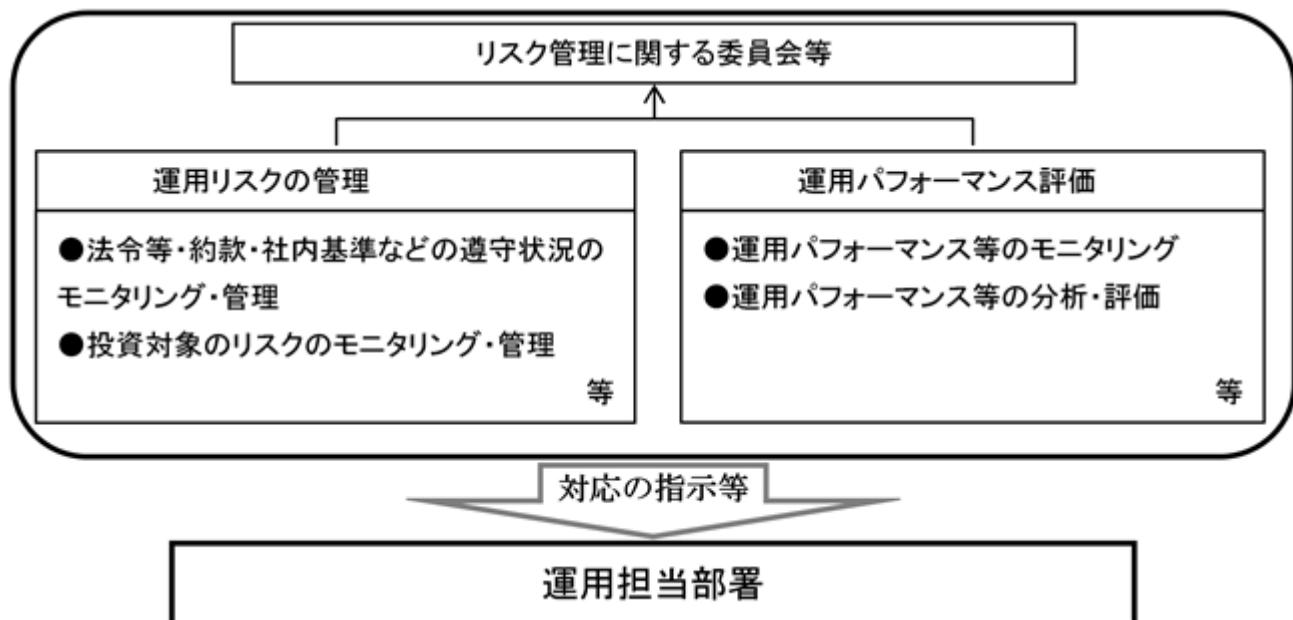 リスク管理に関する委員会等
運用リスクの管理
●法令等・約款・社内基準などの遵守状況の
モニタリング・管理
●投資対象のリスクのモニタリング・管理
等
運用パフォーマンス評価
●運用パフォーマンス等のモニタリング
●運用パフォーマンス等の分析・評価
等
対応の指示等
運用担当部署